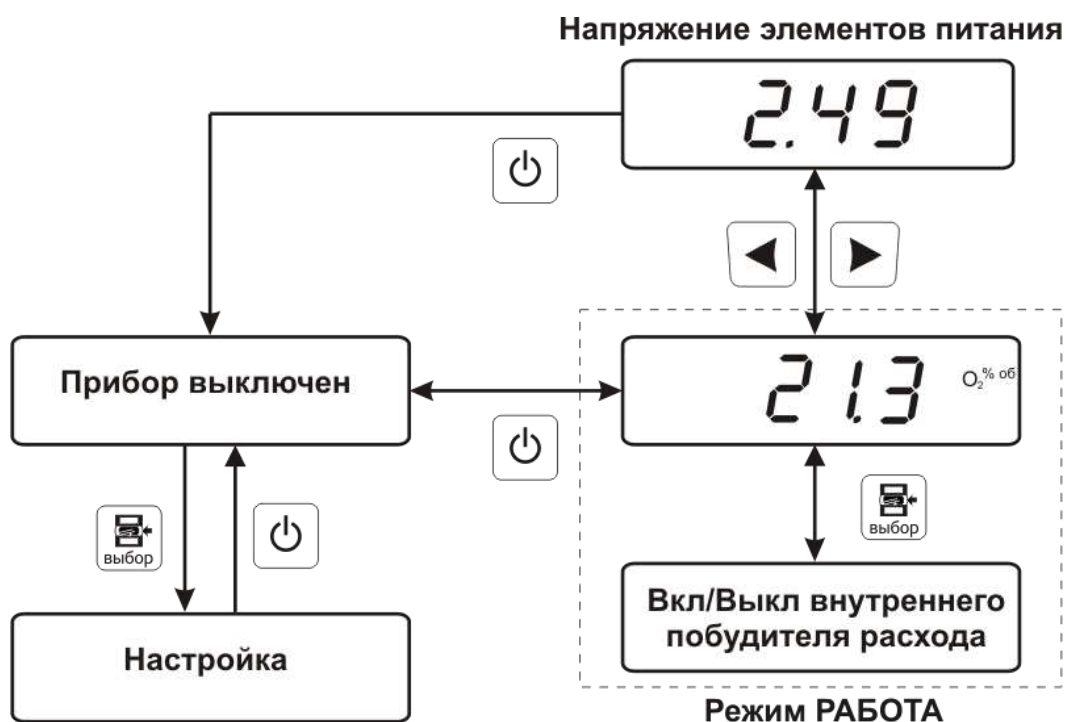 Напряжение элементов питания
2.49
Прибор выключен
21.3 O₂% об
выбор
выбор
Вкл/Выкл внутреннего
побудителя расхода
Настройка
Режим РАБОТА